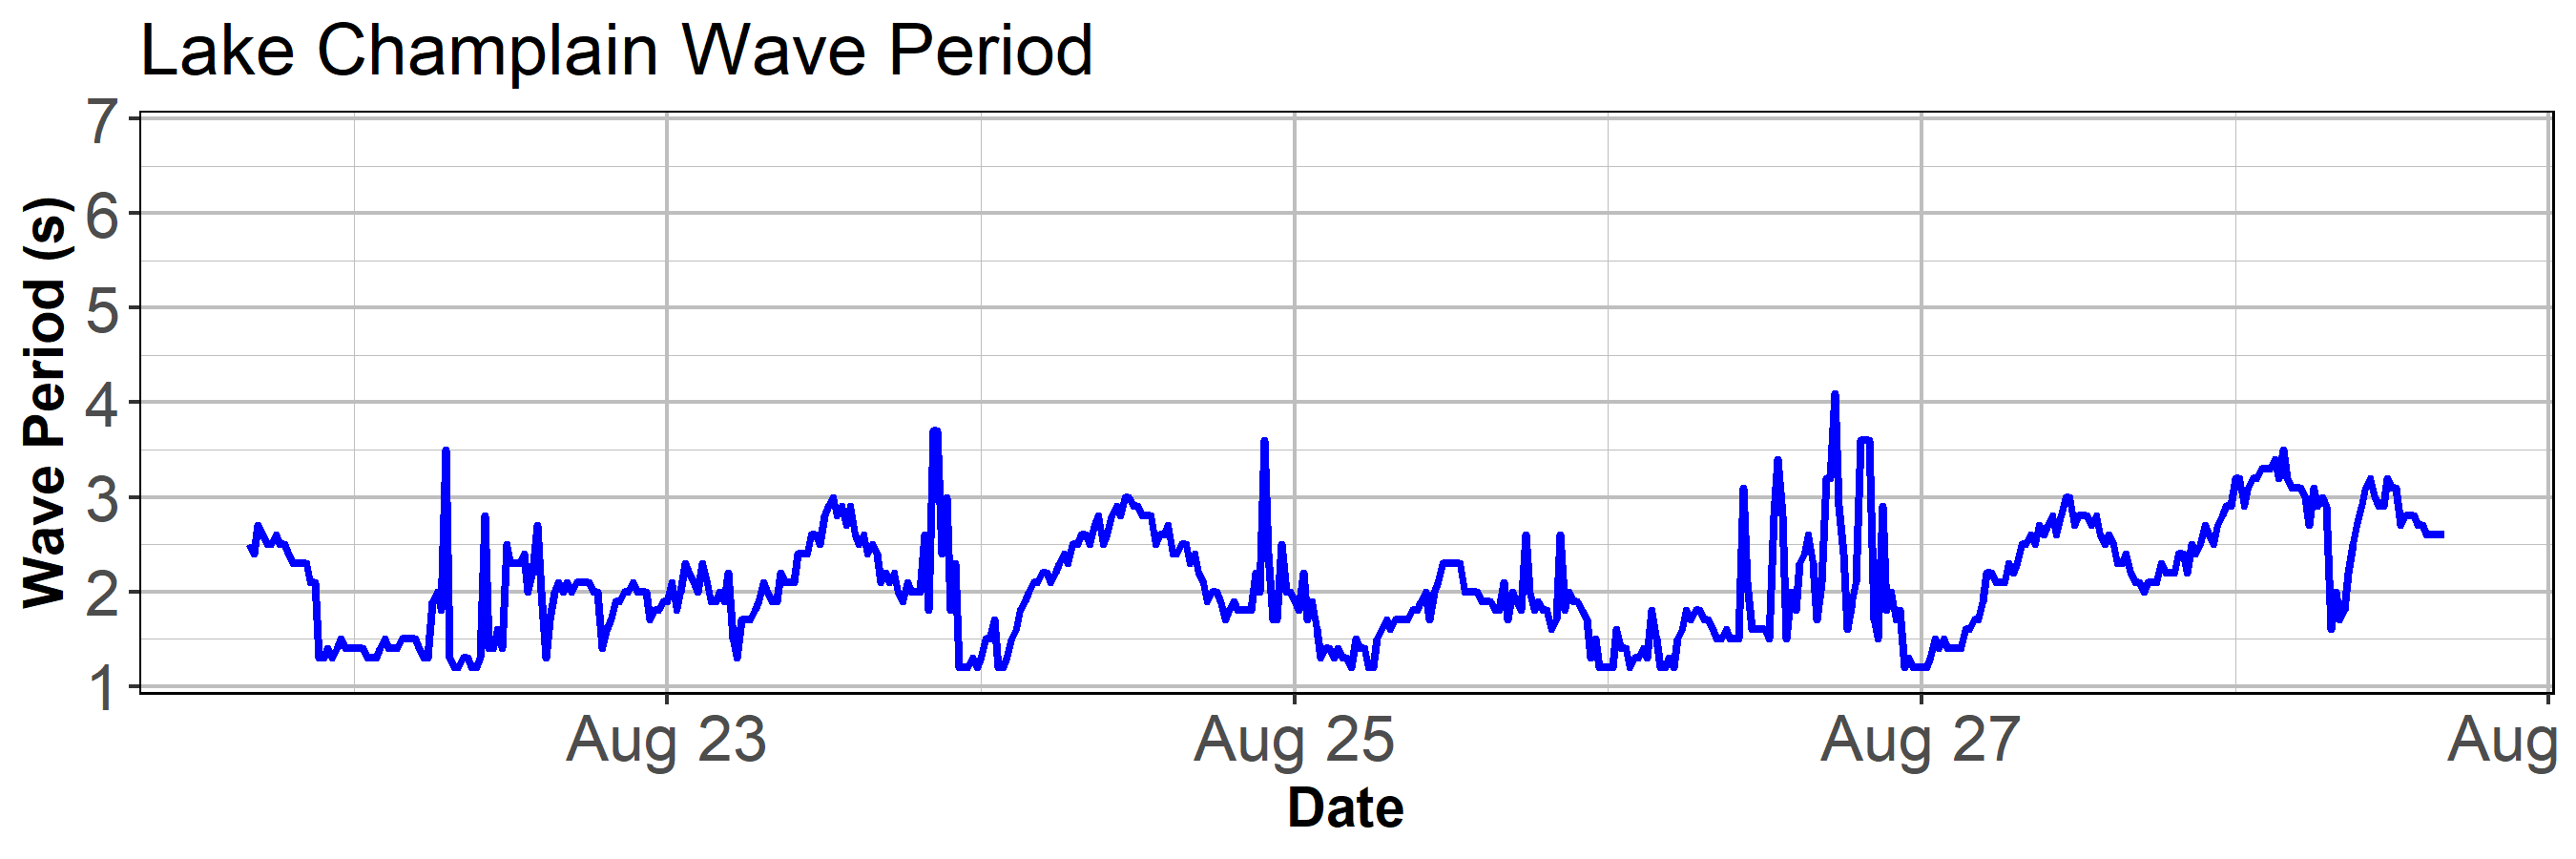 Lake Champlain Wave Period
Wave Period (s)
7
6
5
4
3
2
1
Aug 23
Aug 25
Aug 27
Aug
Date